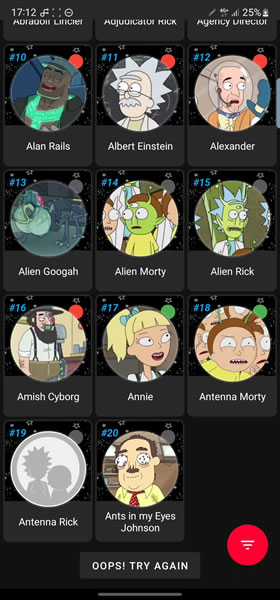 17:12 4G 25%
Abradolf Lincler Adjudicator Rick Agency Director
#10 #11 #12
Alan Rails Albert Einstein Alexander
#13 #14 #15
Alien Googah Alien Morty Alien Rick
#16 #17 #18
Amish Cyborg Annie Antenna Morty
#19 #20
Antenna Rick Ants in my Eyes
Johnson
OOPS! TRY AGAIN